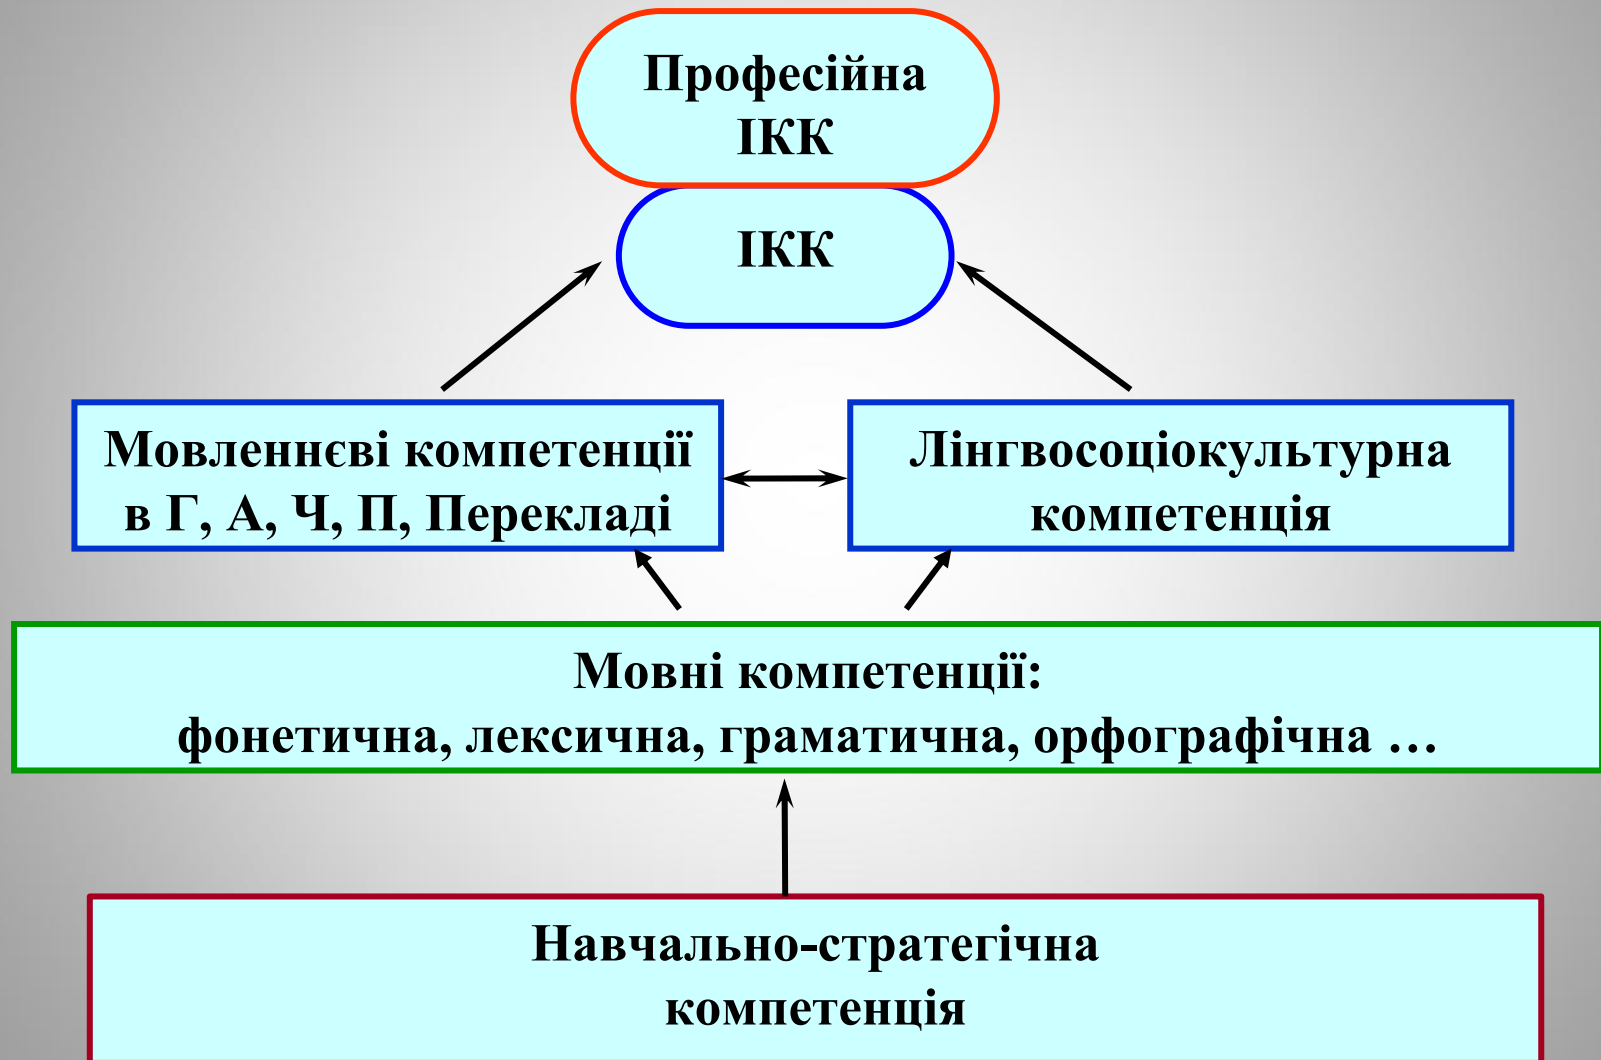 Професійна
ІКК
ІКК
Мовленнєві компетенції
в Г, А, Ч, П, Перекладі
Лінгвосоціокультурна
компетенція
Мовні компетенції:
фонетична, лексична, граматична, орфографічна …
Навчально-стратегічна
компетенція